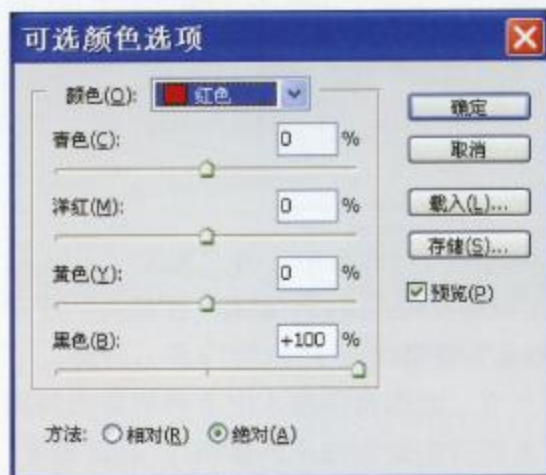 可选颜色选项
颜色(O): 红色
青色(C): 0 %
洋红(M): 0 %
黄色(Y): 0 %
黑色(B): +100 %
方法: 相对(R) 绝对(A)
确定
取消
载入(L)...
存储(S)...
预览(P)